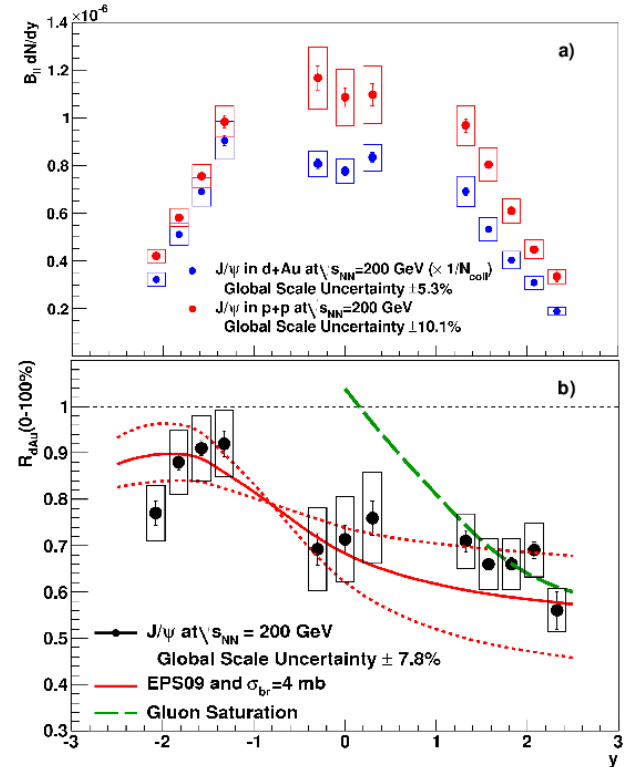 ×10⁻⁶
1.4
a)
1.2
1
0.8
0.6
0.4
0.2
B_ll dN/dy
J/ψ in d+Au at √s_NN=200 GeV (× 1/N_coll)
Global Scale Uncertainty ±5.3%
J/ψ in p+p at √s_NN=200 GeV
Global Scale Uncertainty ±10.1%
b)
R_dAu(0-100%)
1
0.9
0.8
0.7
0.6
0.5
0.4
0.3
J/ψ at √s_NN = 200 GeV
Global Scale Uncertainty ± 7.8%
EPS09 and σ_br=4 mb
Gluon Saturation
-3 -2 -1 0 1 2 3
y